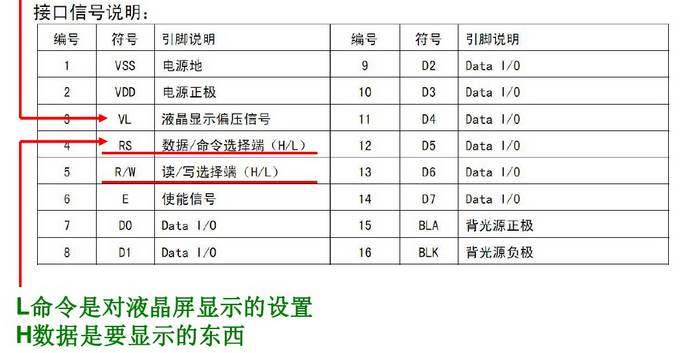 接口信号说明：
编号 符号 引脚说明 编号 符号 引脚说明
1 VSS 电源地 9 D2 Data I/O
2 VDD 电源正极 10 D3 Data I/O
3 VL 液晶显示偏压信号 11 D4 Data I/O
4 RS 数据/命令选择端（H/L） 12 D5 Data I/O
5 R/W 读/写选择端（H/L） 13 D6 Data I/O
6 E 使能信号 14 D7 Data I/O
7 D0 Data I/O 15 BLA 背光源正极
8 D1 Data I/O 16 BLK 背光源负极
L命令是对液晶屏显示的设置
H数据是要显示的东西